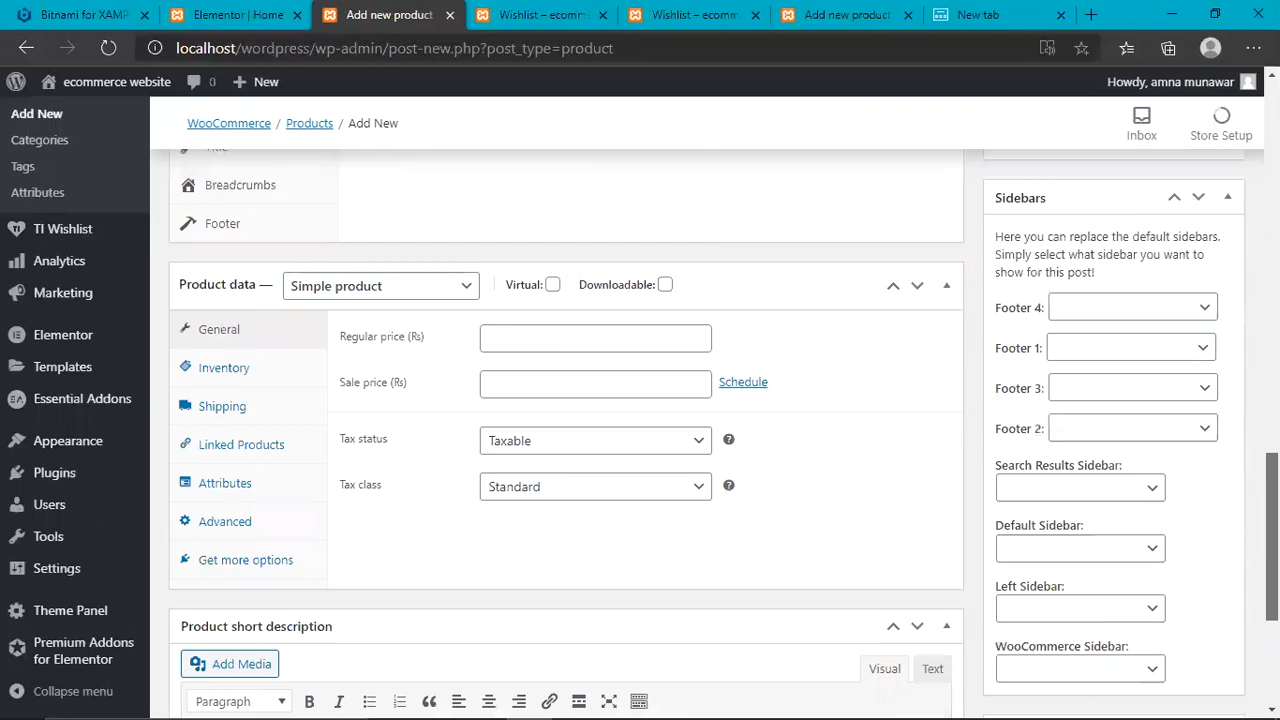 Bitnami for XAMP
Elementor | Home
Add new product
Wishlist – ecomm
Wishlist – ecomm
Add new product
New tab
localhost/wordpress/wp-admin/post-new.php?post_type=product
ecommerce website
0
New
Howdy, amna munawar
Add New
Categories
Tags
Attributes
TI Wishlist
Analytics
Marketing
Elementor
Templates
Essential Addons
Appearance
Plugins
Users
Tools
Settings
Theme Panel
Premium Addons
for Elementor
Collapse menu
WooCommerce / Products / Add New
Inbox
Store Setup
Title
Breadcrumbs
Footer
Product data — Simple product
Virtual:
Downloadable:
General
Inventory
Shipping
Linked Products
Attributes
Advanced
Get more options
Regular price (₨)
Sale price (₨)
Schedule
Tax status
Taxable
Tax class
Standard
Product short description
Add Media
Visual
Text
Paragraph
Sidebars
Here you can replace the default sidebars.
Simply select what sidebar you want to
show for this post!
Footer 4:
Footer 1:
Footer 3:
Footer 2:
Search Results Sidebar:
Default Sidebar:
Left Sidebar:
WooCommerce Sidebar: